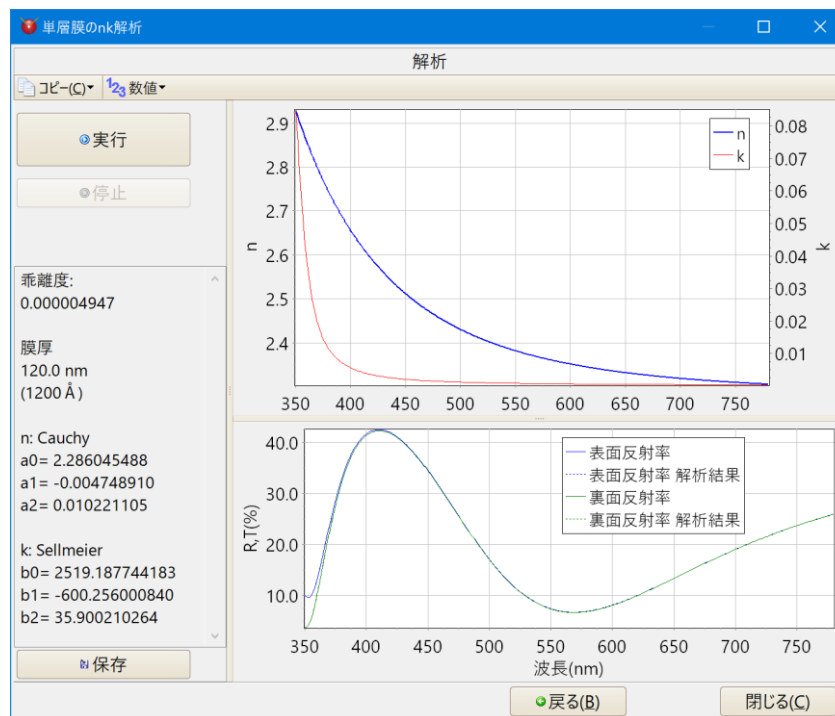 単層膜のnk解析
解析
コピー(C) 123 数値
実行
停止
乖離度:
0.000004947
膜厚
120.0 nm
(1200 Å)
n: Cauchy
a0= 2.286045488
a1= -0.004748910
a2= 0.010221105
k: Sellmeier
b0= 2519.187744183
b1= -600.256000840
b2= 35.900210264
保存
n
k
2.9
2.8
2.7
2.6
2.5
2.4
n
0.08
0.07
0.06
0.05
0.04
0.03
0.02
0.01
k
350 400 450 500 550 600 650 700 750
表面反射率
表面反射率 解析結果
裏面反射率
裏面反射率 解析結果
40.0
30.0
20.0
10.0
R,T(%)
350 400 450 500 550 600 650 700 750
波長(nm)
戻る(B) 閉じる(C)